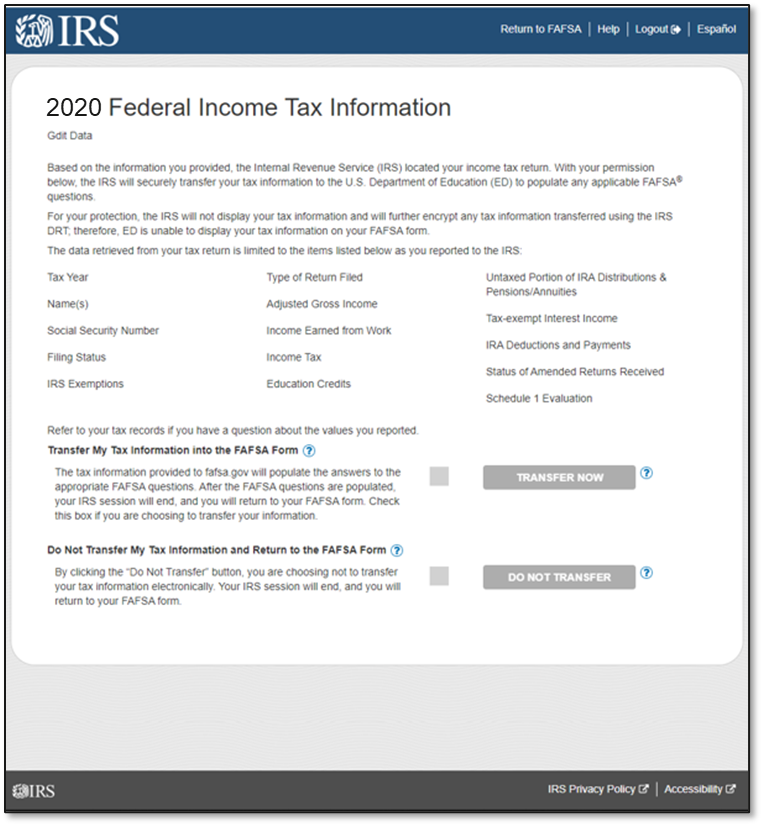 IRS
Return to FAFSA | Help | Logout | Español
2020 Federal Income Tax Information
Gdit Data
Based on the information you provided, the Internal Revenue Service (IRS) located your income tax return. With your permission
below, the IRS will securely transfer your tax information to the U.S. Department of Education (ED) to populate any applicable FAFSA®
questions.
For your protection, the IRS will not display your tax information and will further encrypt any tax information transferred using the IRS
DRT; therefore, ED is unable to display your tax information on your FAFSA form.
The data retrieved from your tax return is limited to the items listed below as you reported to the IRS:
Tax Year
Name(s)
Social Security Number
Filing Status
IRS Exemptions
Type of Return Filed
Adjusted Gross Income
Income Earned from Work
Income Tax
Education Credits
Untaxed Portion of IRA Distributions &
Pensions/Annuities
Tax-exempt Interest Income
IRA Deductions and Payments
Status of Amended Returns Received
Schedule 1 Evaluation
Refer to your tax records if you have a question about the values you reported.
Transfer My Tax Information into the FAFSA Form ?
The tax information provided to fafsa.gov will populate the answers to the
appropriate FAFSA questions. After the FAFSA questions are populated,
your IRS session will end, and you will return to your FAFSA form. Check
this box if you are choosing to transfer your information.
TRANSFER NOW ?
Do Not Transfer My Tax Information and Return to the FAFSA Form ?
By clicking the “Do Not Transfer” button, you are choosing not to transfer
your tax information electronically. Your IRS session will end, and you will
return to your FAFSA form.
DO NOT TRANSFER ?
IRS
IRS Privacy Policy | Accessibility